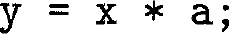 y = x * a;